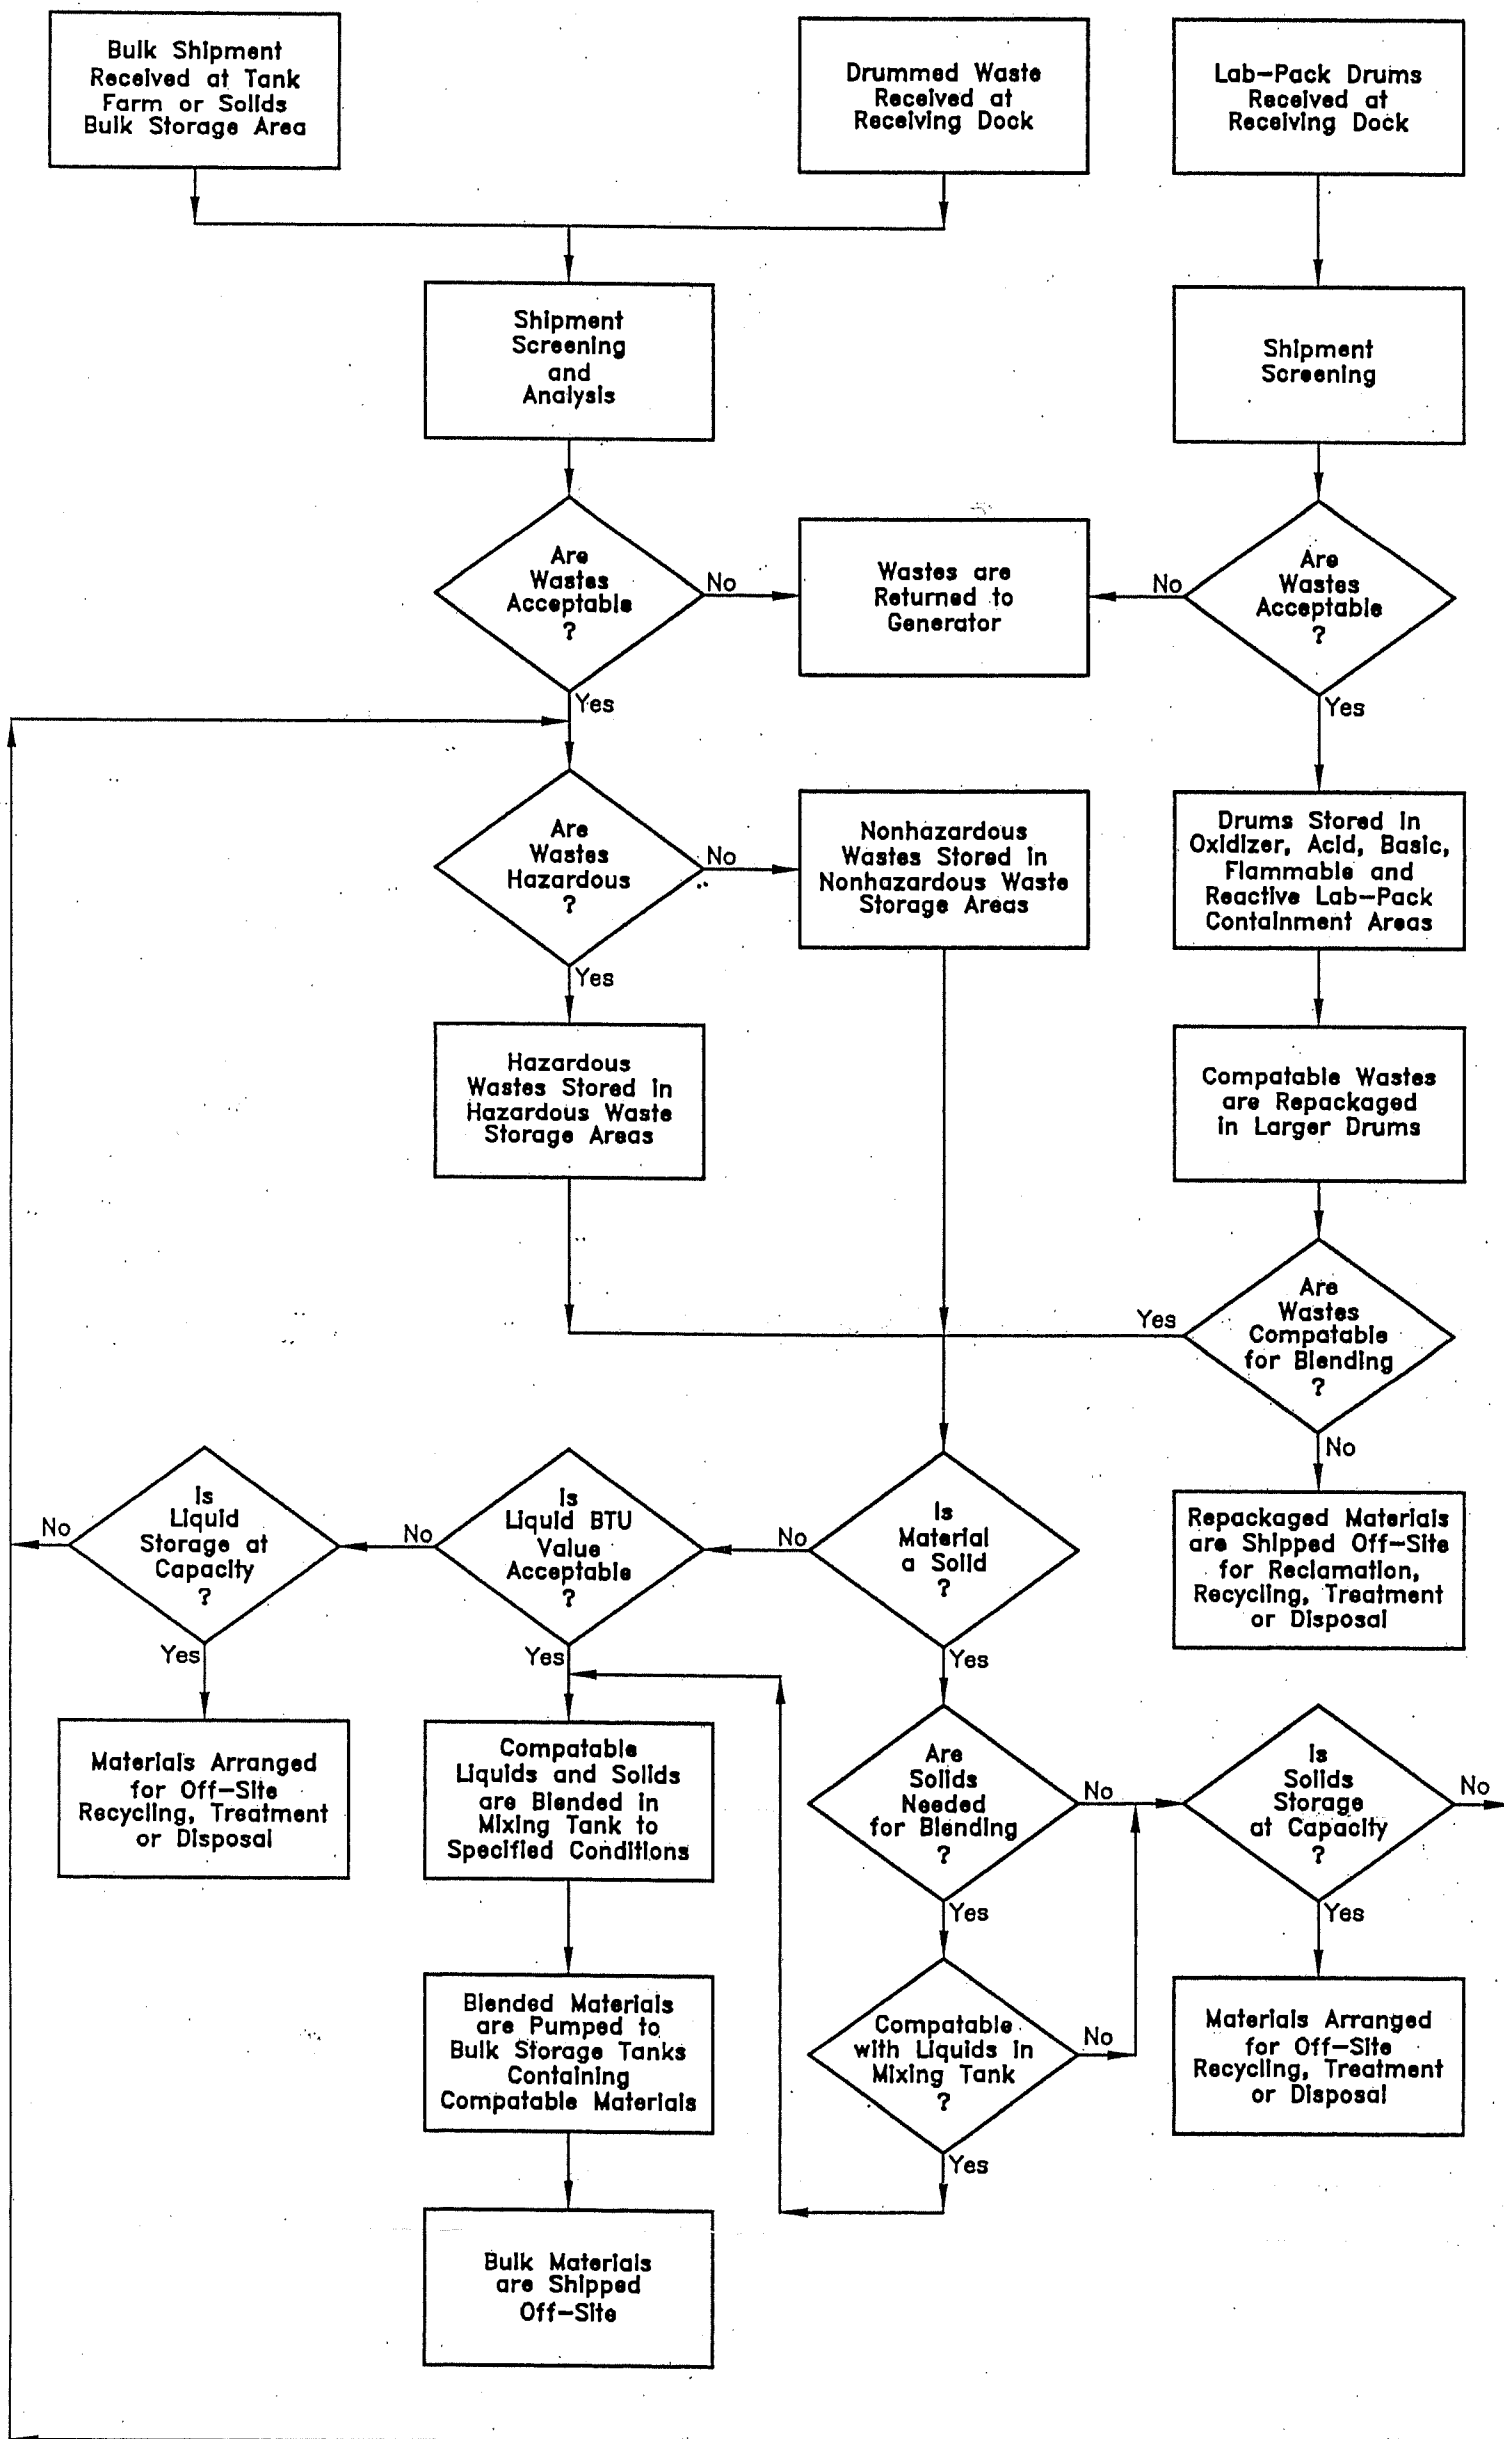 Bulk Shipment
Received at Tank
Farm or Solids
Bulk Storage Area
Drummed Waste
Received at
Receiving Dock
Lab-Pack Drums
Received at
Receiving Dock
Shipment
Screening
and
Analysis
Shipment
Screening
Are
Wastes
Acceptable
?
No
Yes
Wastes are
Returned to
Generator
Are
Wastes
Acceptable
?
No
Yes
Are
Wastes
Hazardous
?
No
Yes
Nonhazardous
Wastes Stored in
Nonhazardous Waste
Storage Areas
Drums Stored in
Oxidizer, Acid, Basic,
Flammable and
Reactive Lab-Pack
Containment Areas
Hazardous
Wastes Stored in
Hazardous Waste
Storage Areas
Compatable Wastes
are Repackaged
in Larger Drums
Are
Wastes
Compatable
for Blending
?
Yes
No
Is
Liquid
Storage at
Capacity
?
No
Yes
Is
Liquid BTU
Value
Acceptable
?
No
Yes
Is
Material
a Solid
?
No
Yes
Repackaged Materials
are Shipped Off-Site
for Reclamation,
Recycling, Treatment
or Disposal
Materials Arranged
for Off-Site
Recycling, Treatment
or Disposal
Compatable
Liquids and Solids
are Blended in
Mixing Tank to
Specified Conditions
Are
Solids
Needed
for Blending
?
No
Yes
Is
Solids
Storage
at Capacity
?
No
Yes
Blended Materials
are Pumped to
Bulk Storage Tanks
Containing
Compatable Materials
Compatable
with Liquids in
Mixing Tank
?
No
Yes
Materials Arranged
for Off-Site
Recycling, Treatment
or Disposal
Bulk Materials
are Shipped
Off-Site